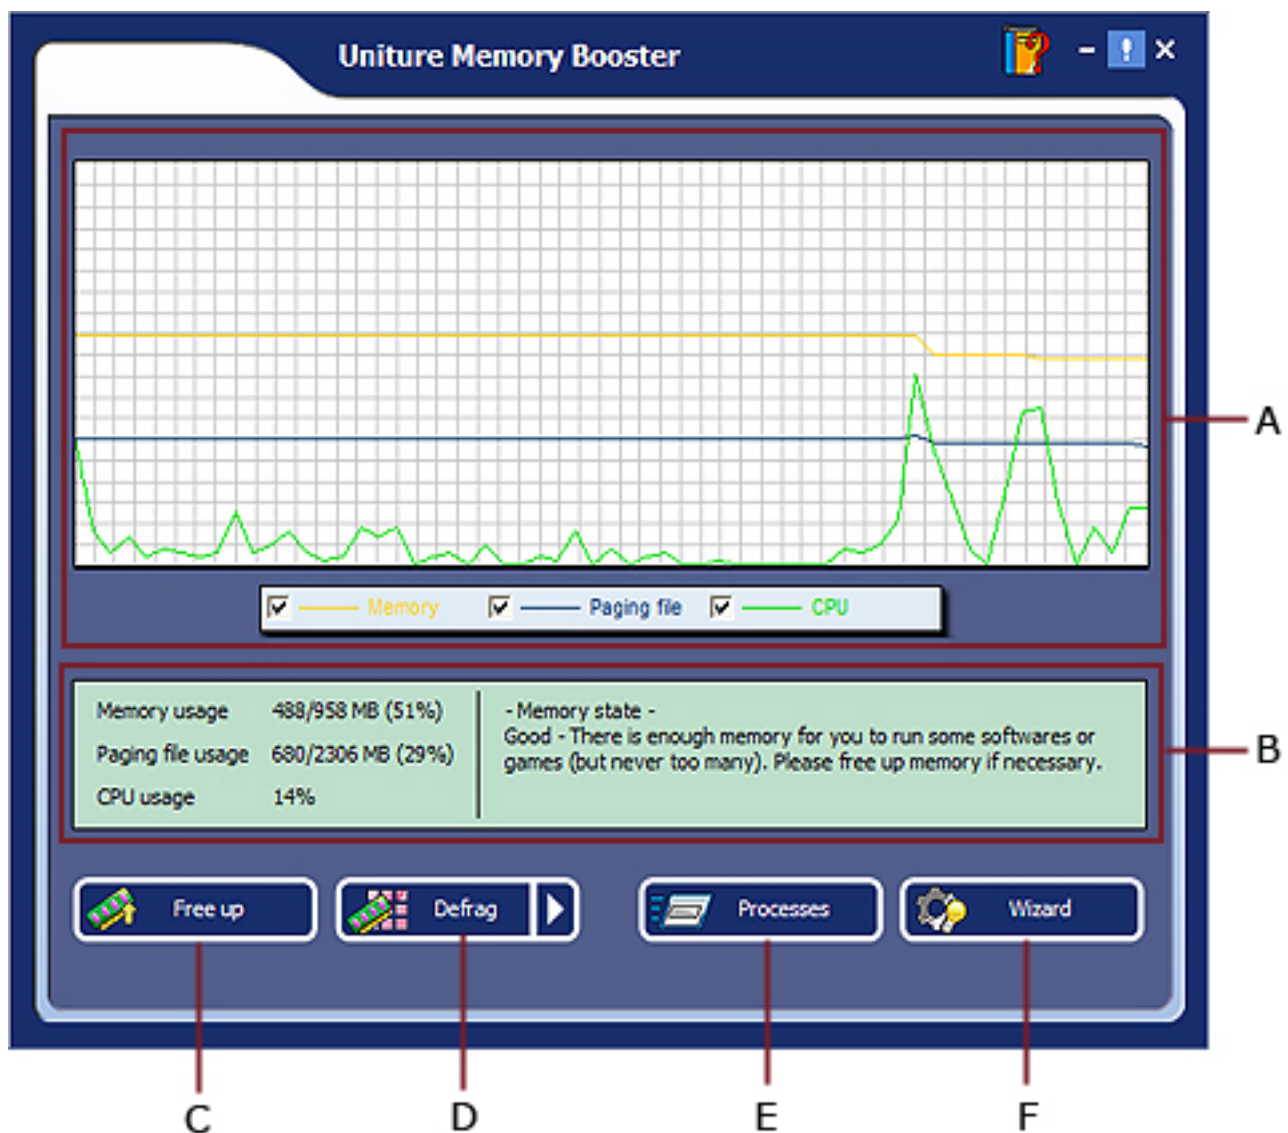 Uniture Memory Booster
A
Memory Paging file CPU
Memory usage 488/958 MB (51%)
Paging file usage 680/2306 MB (29%)
CPU usage 14%
- Memory state -
Good - There is enough memory for you to run some softwares or
games (but never too many). Please free up memory if necessary.
B
Free up Defrag Processes Wizard
C D E F